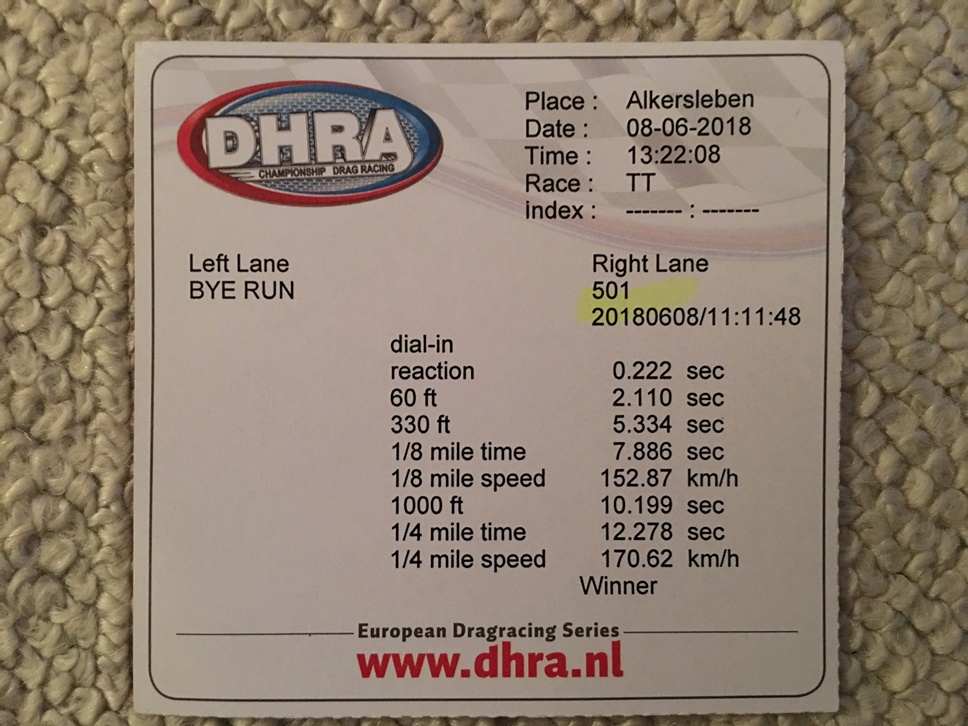 DHRA
CHAMPIONSHIP DRAG RACING
Place : Alkersleben
Date : 08-06-2018
Time : 13:22:08
Race : TT
Index : ------- : -------
Left Lane Right Lane
BYE RUN 501
20180608/11:11:48
dial-in
reaction 0.222 sec
60 ft 2.110 sec
330 ft 5.334 sec
1/8 mile time 7.886 sec
1/8 mile speed 152.87 km/h
1000 ft 10.199 sec
1/4 mile time 12.278 sec
1/4 mile speed 170.62 km/h
Winner
European Dragracing Series
www.dhra.nl